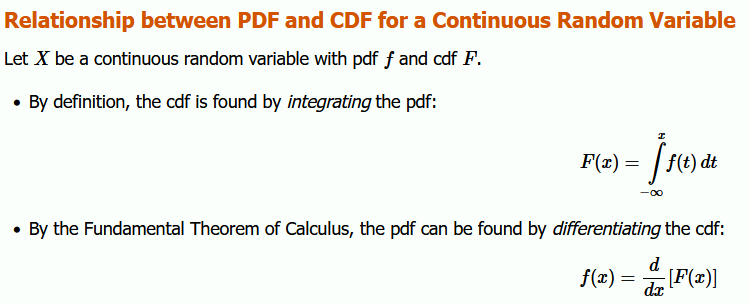 Relationship between PDF and CDF for a Continuous Random Variable
Let X be a continuous random variable with pdf f and cdf F.
• By definition, the cdf is found by integrating the pdf:
F(x) = ∫_{-∞}^{x} f(t) dt
• By the Fundamental Theorem of Calculus, the pdf can be found by differentiating the cdf:
f(x) = \frac{d}{dx} [F(x)]